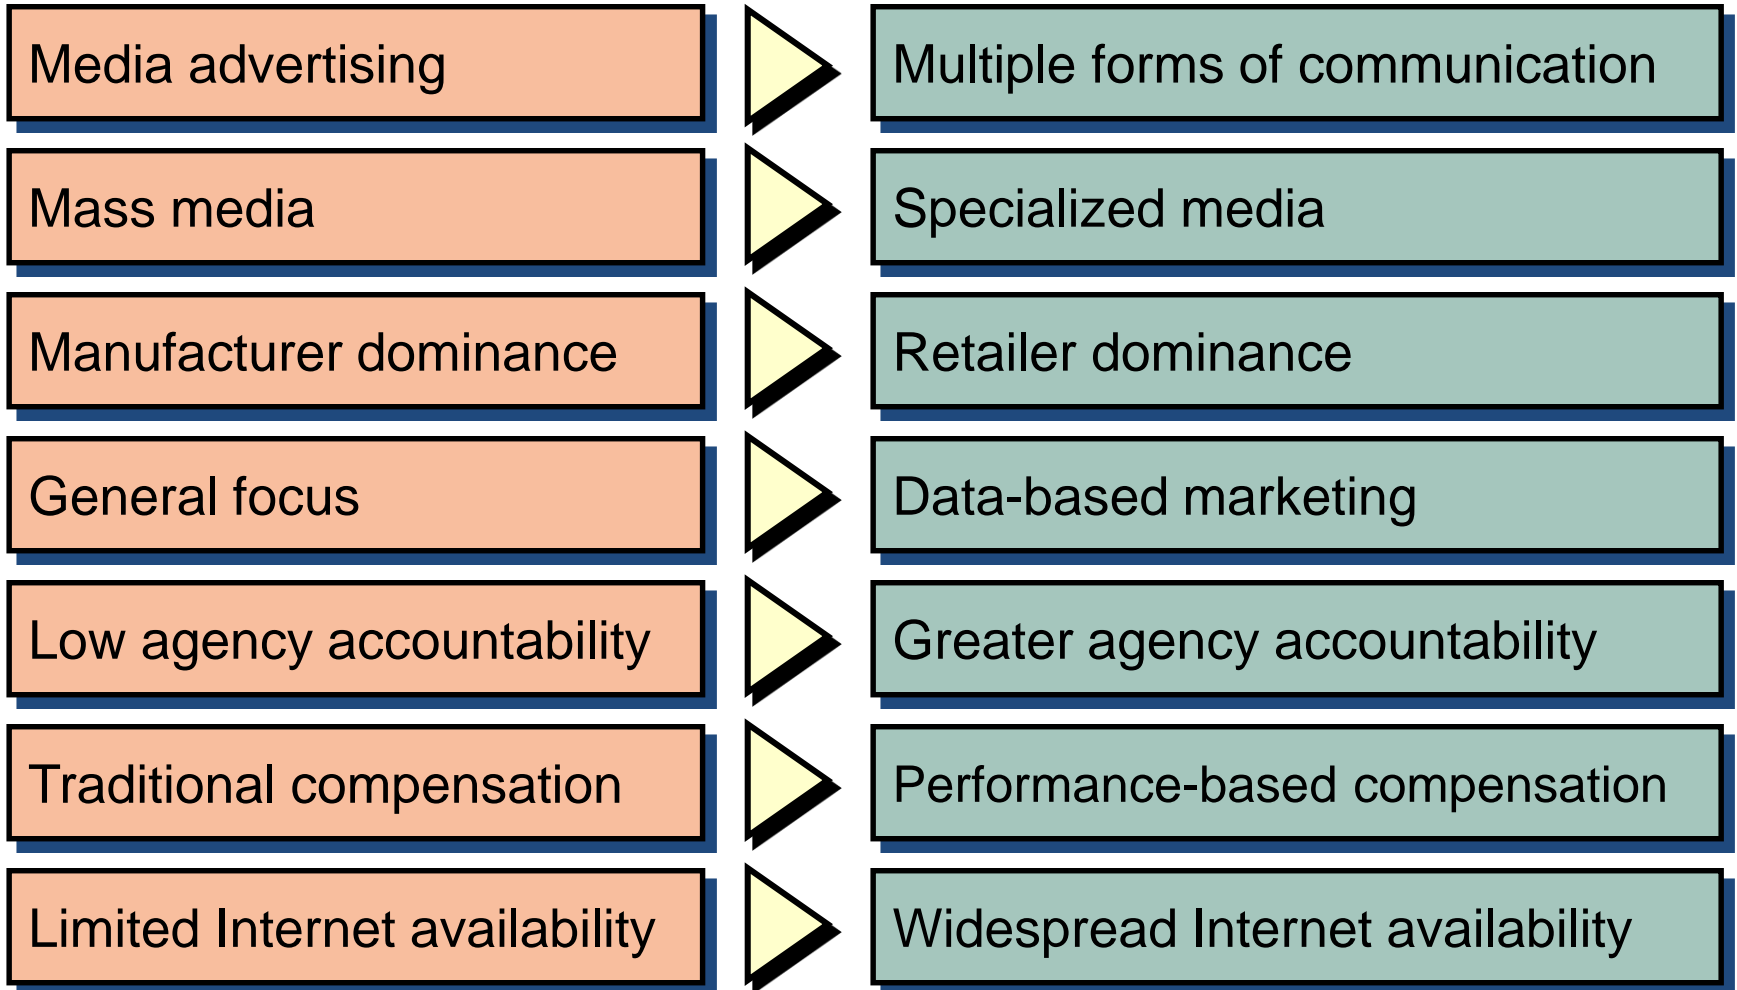 Media advertising
Multiple forms of communication
Mass media
Specialized media
Manufacturer dominance
Retailer dominance
General focus
Data-based marketing
Low agency accountability
Greater agency accountability
Traditional compensation
Performance-based compensation
Limited Internet availability
Widespread Internet availability